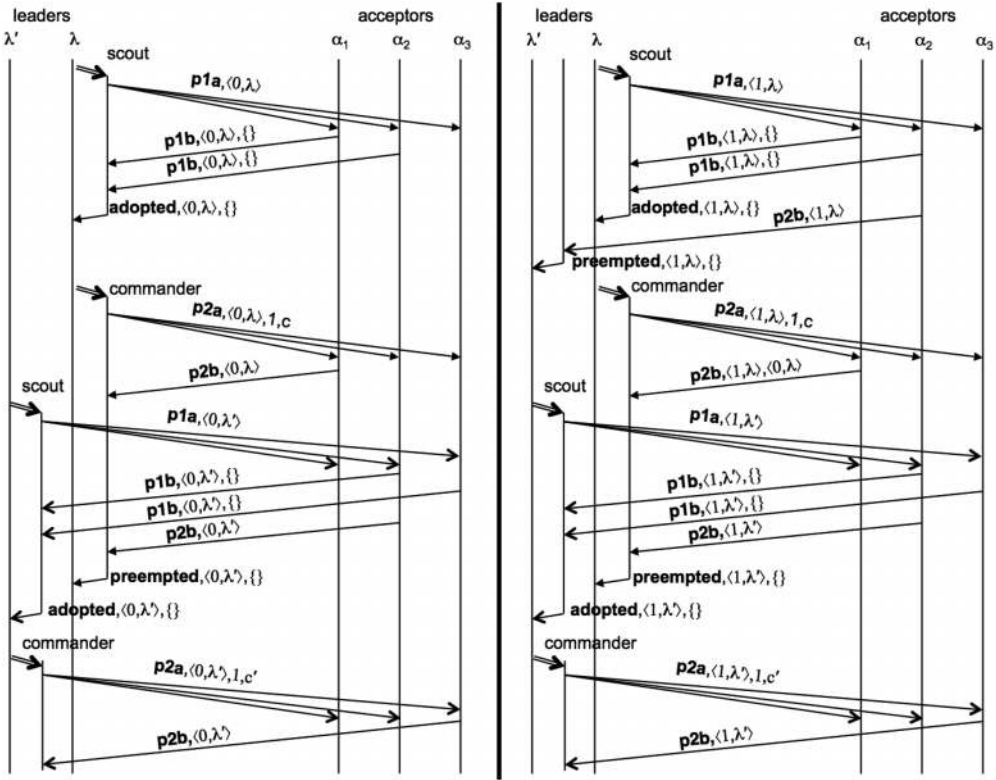 leaders acceptors
λ′ λ α1 α2 α3
scout
p1a,⟨0,λ⟩
p1b,⟨0,λ⟩,{}
p1b,⟨0,λ⟩,{}
adopted,⟨0,λ⟩,{}
commander
p2a,⟨0,λ⟩,1,c
p2b,⟨0,λ⟩
scout
p1a,⟨0,λ'⟩
p1b,⟨0,λ'⟩,{}
p1b,⟨0,λ'⟩,{}
p2b,⟨0,λ'⟩
preempted,⟨0,λ'⟩,{}
adopted,⟨0,λ'⟩,{}
commander
p2a,⟨0,λ'⟩,1,c'
p2b,⟨0,λ'⟩
leaders acceptors
λ′ λ α1 α2 α3
scout
p1a,⟨1,λ⟩
p1b,⟨1,λ⟩,{}
p1b,⟨1,λ⟩,{}
adopted,⟨1,λ⟩,{}
p2b,⟨1,λ⟩
preempted,⟨1,λ⟩,{}
commander
p2a,⟨1,λ⟩,1,c
p2b,⟨1,λ⟩,⟨0,λ⟩
scout
p1a,⟨1,λ'⟩
p1b,⟨1,λ'⟩,{}
p1b,⟨1,λ'⟩,{}
p2b,⟨1,λ'⟩
preempted,⟨1,λ'⟩,{}
adopted,⟨1,λ'⟩,{}
commander
p2a,⟨1,λ'⟩,1,c'
p2b,⟨1,λ'⟩